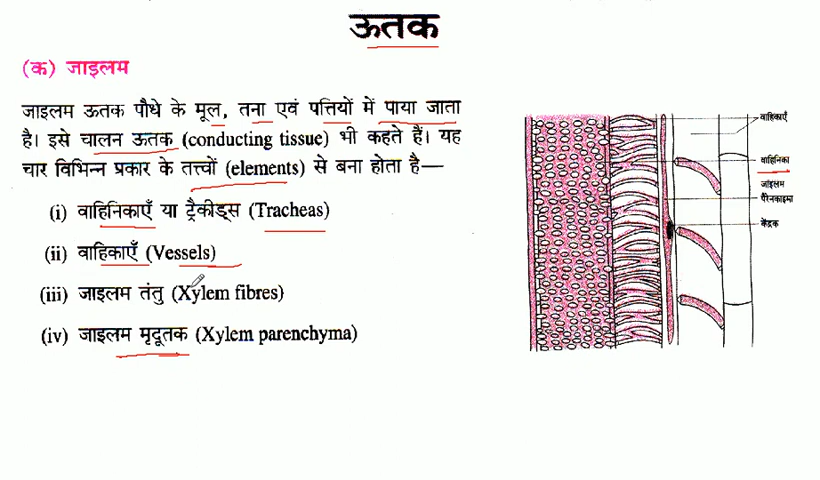 ऊतक
(क) जाइलम
जाइलम ऊतक पौधे के मूल, तना एवं पत्तियों में पाया जाता
है। इसे चालन ऊतक (conducting tissue) भी कहते हैं। यह
चार विभिन्न प्रकार के तत्त्वों (elements) से बना होता है—
(i) वाहिनिकाएँ या ट्रैकीड्स (Tracheas)
(ii) वाहिकाएँ (Vessels)
(iii) जाइलम तंतु (Xylem fibres)
(iv) जाइलम मृदूतक (Xylem parenchyma)
वाहिकाएँ
वाहिनिका
जाइलम
पैरेनकाइमा
केंद्रक